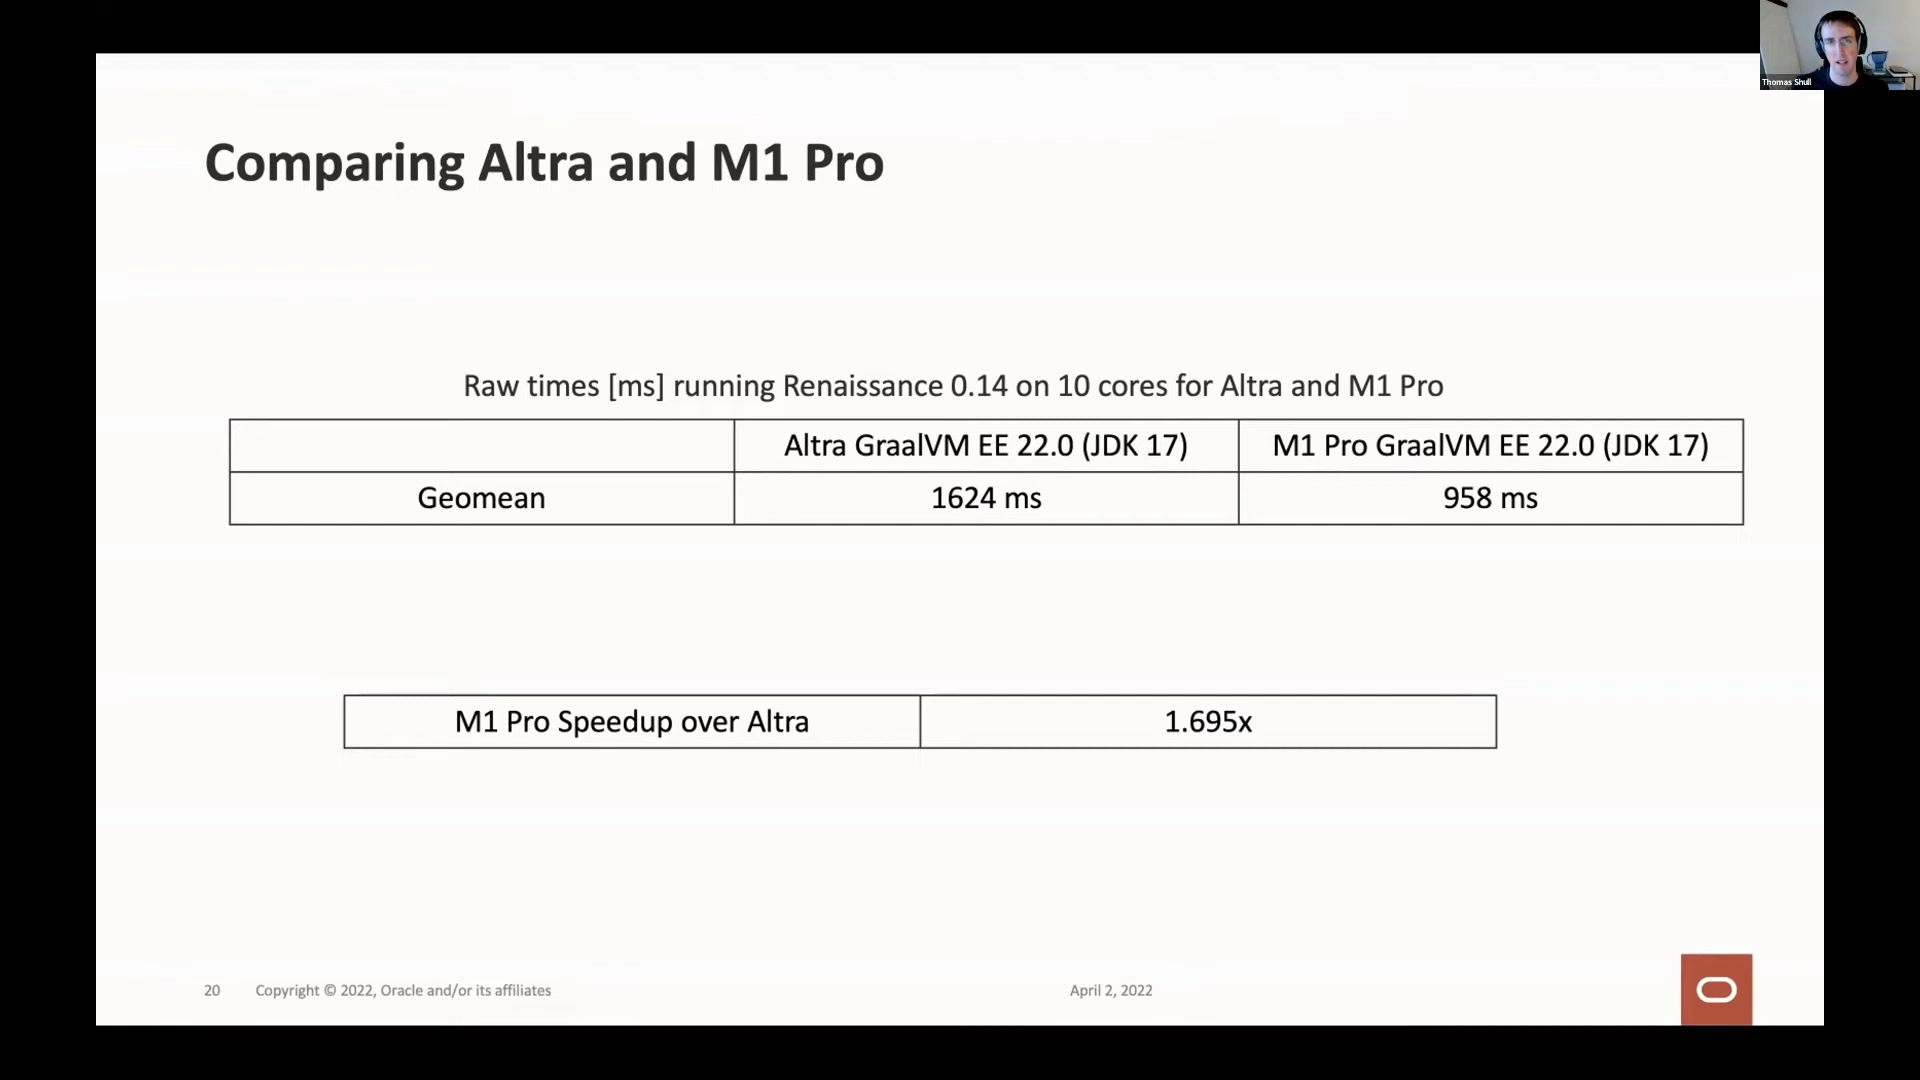 Thomas Shull
Comparing Altra and M1 Pro
Raw times [ms] running Renaissance 0.14 on 10 cores for Altra and M1 Pro
Altra GraalVM EE 22.0 (JDK 17) M1 Pro GraalVM EE 22.0 (JDK 17)
Geomean 1624 ms 958 ms
M1 Pro Speedup over Altra 1.695x
20 Copyright © 2022, Oracle and/or its affiliates April 2, 2022